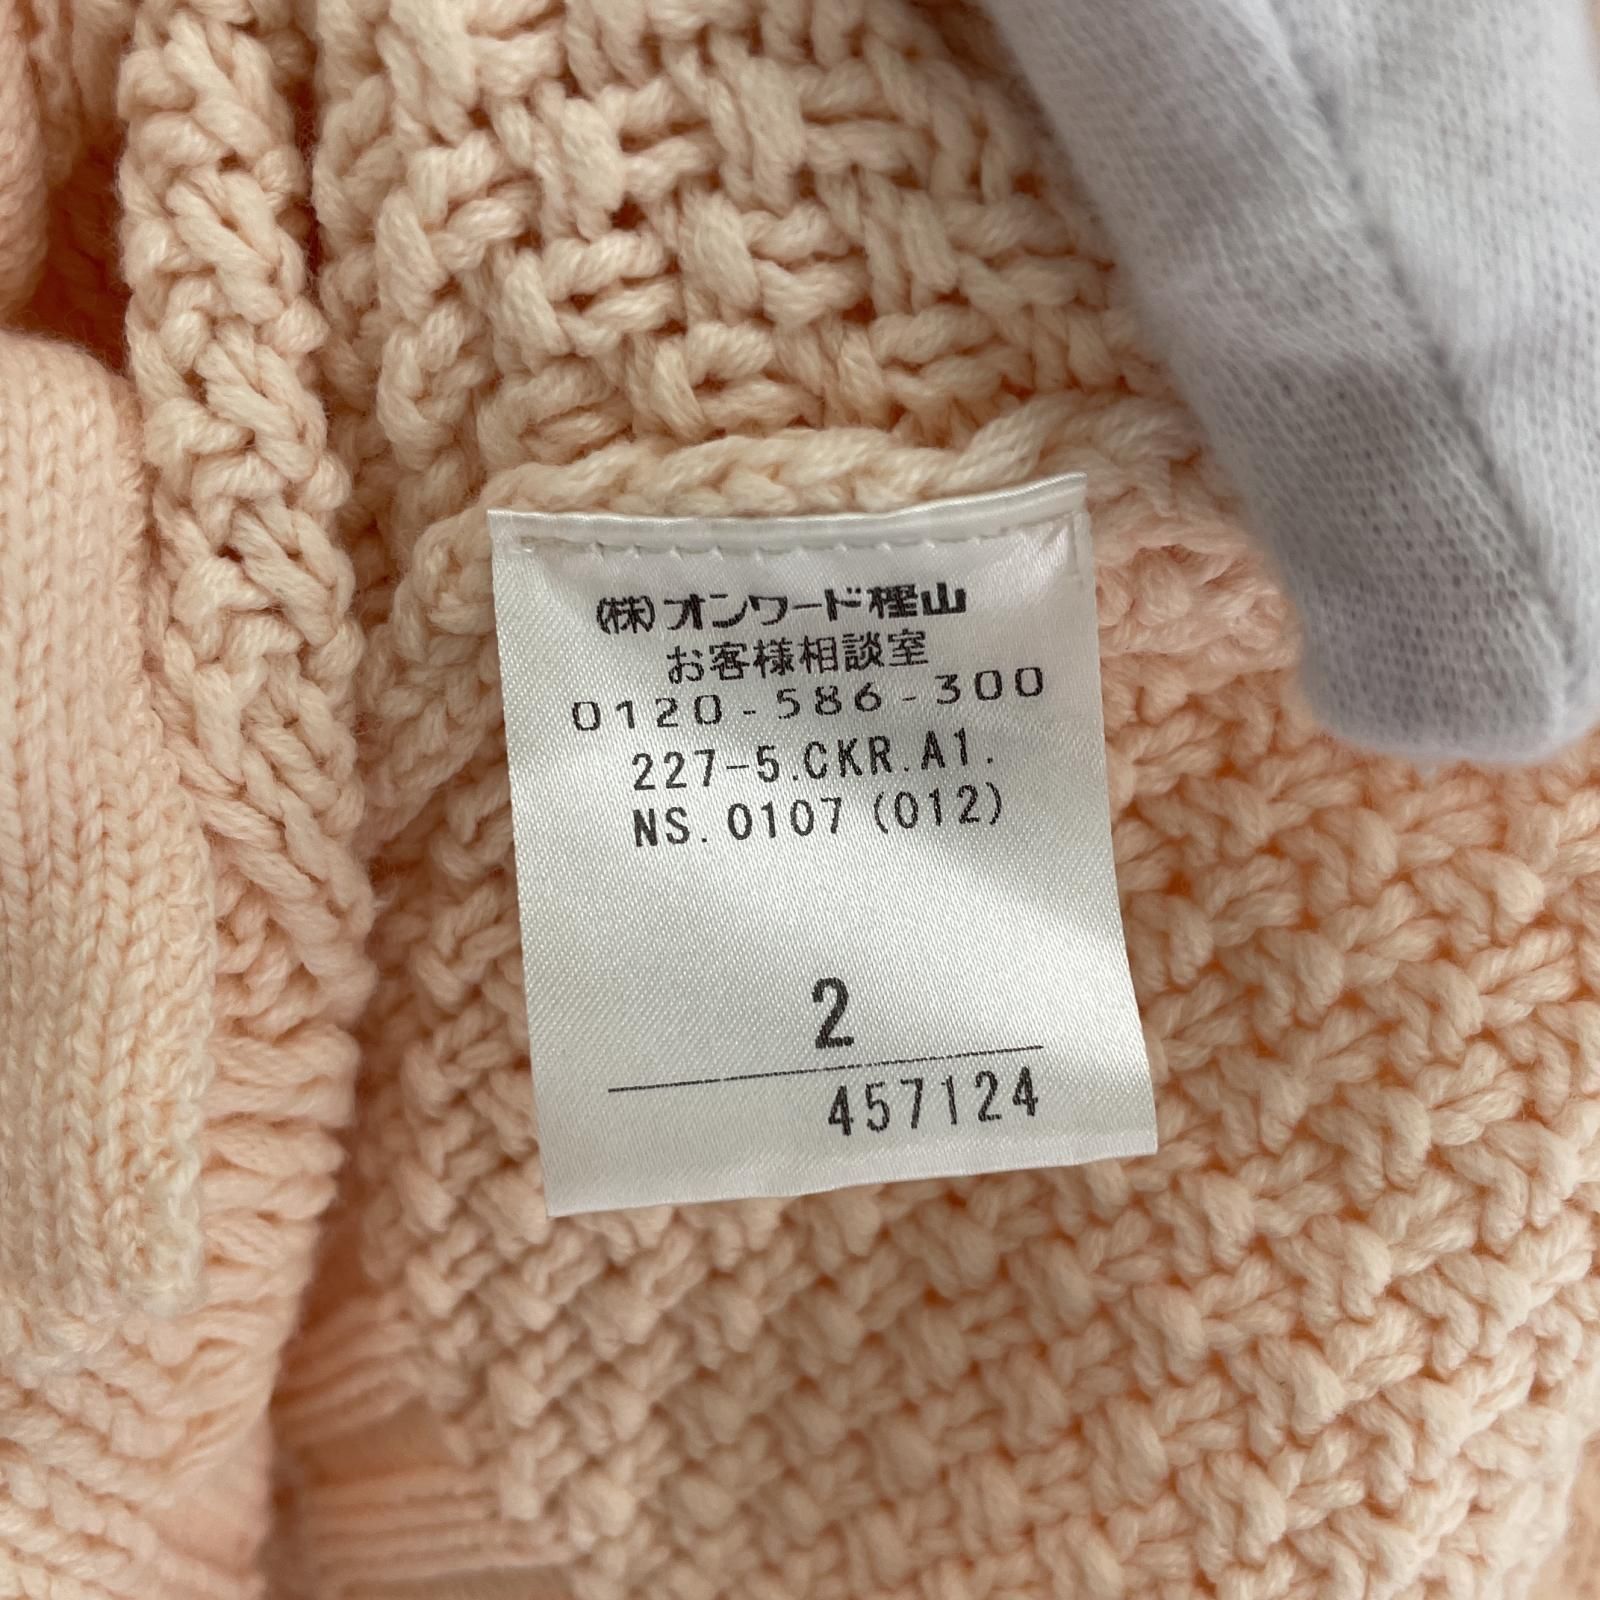 (株)オンワード樫山
お客様相談室
0120-586-300
227-5.CKR.A1.
NS.0107(012)
2
457124